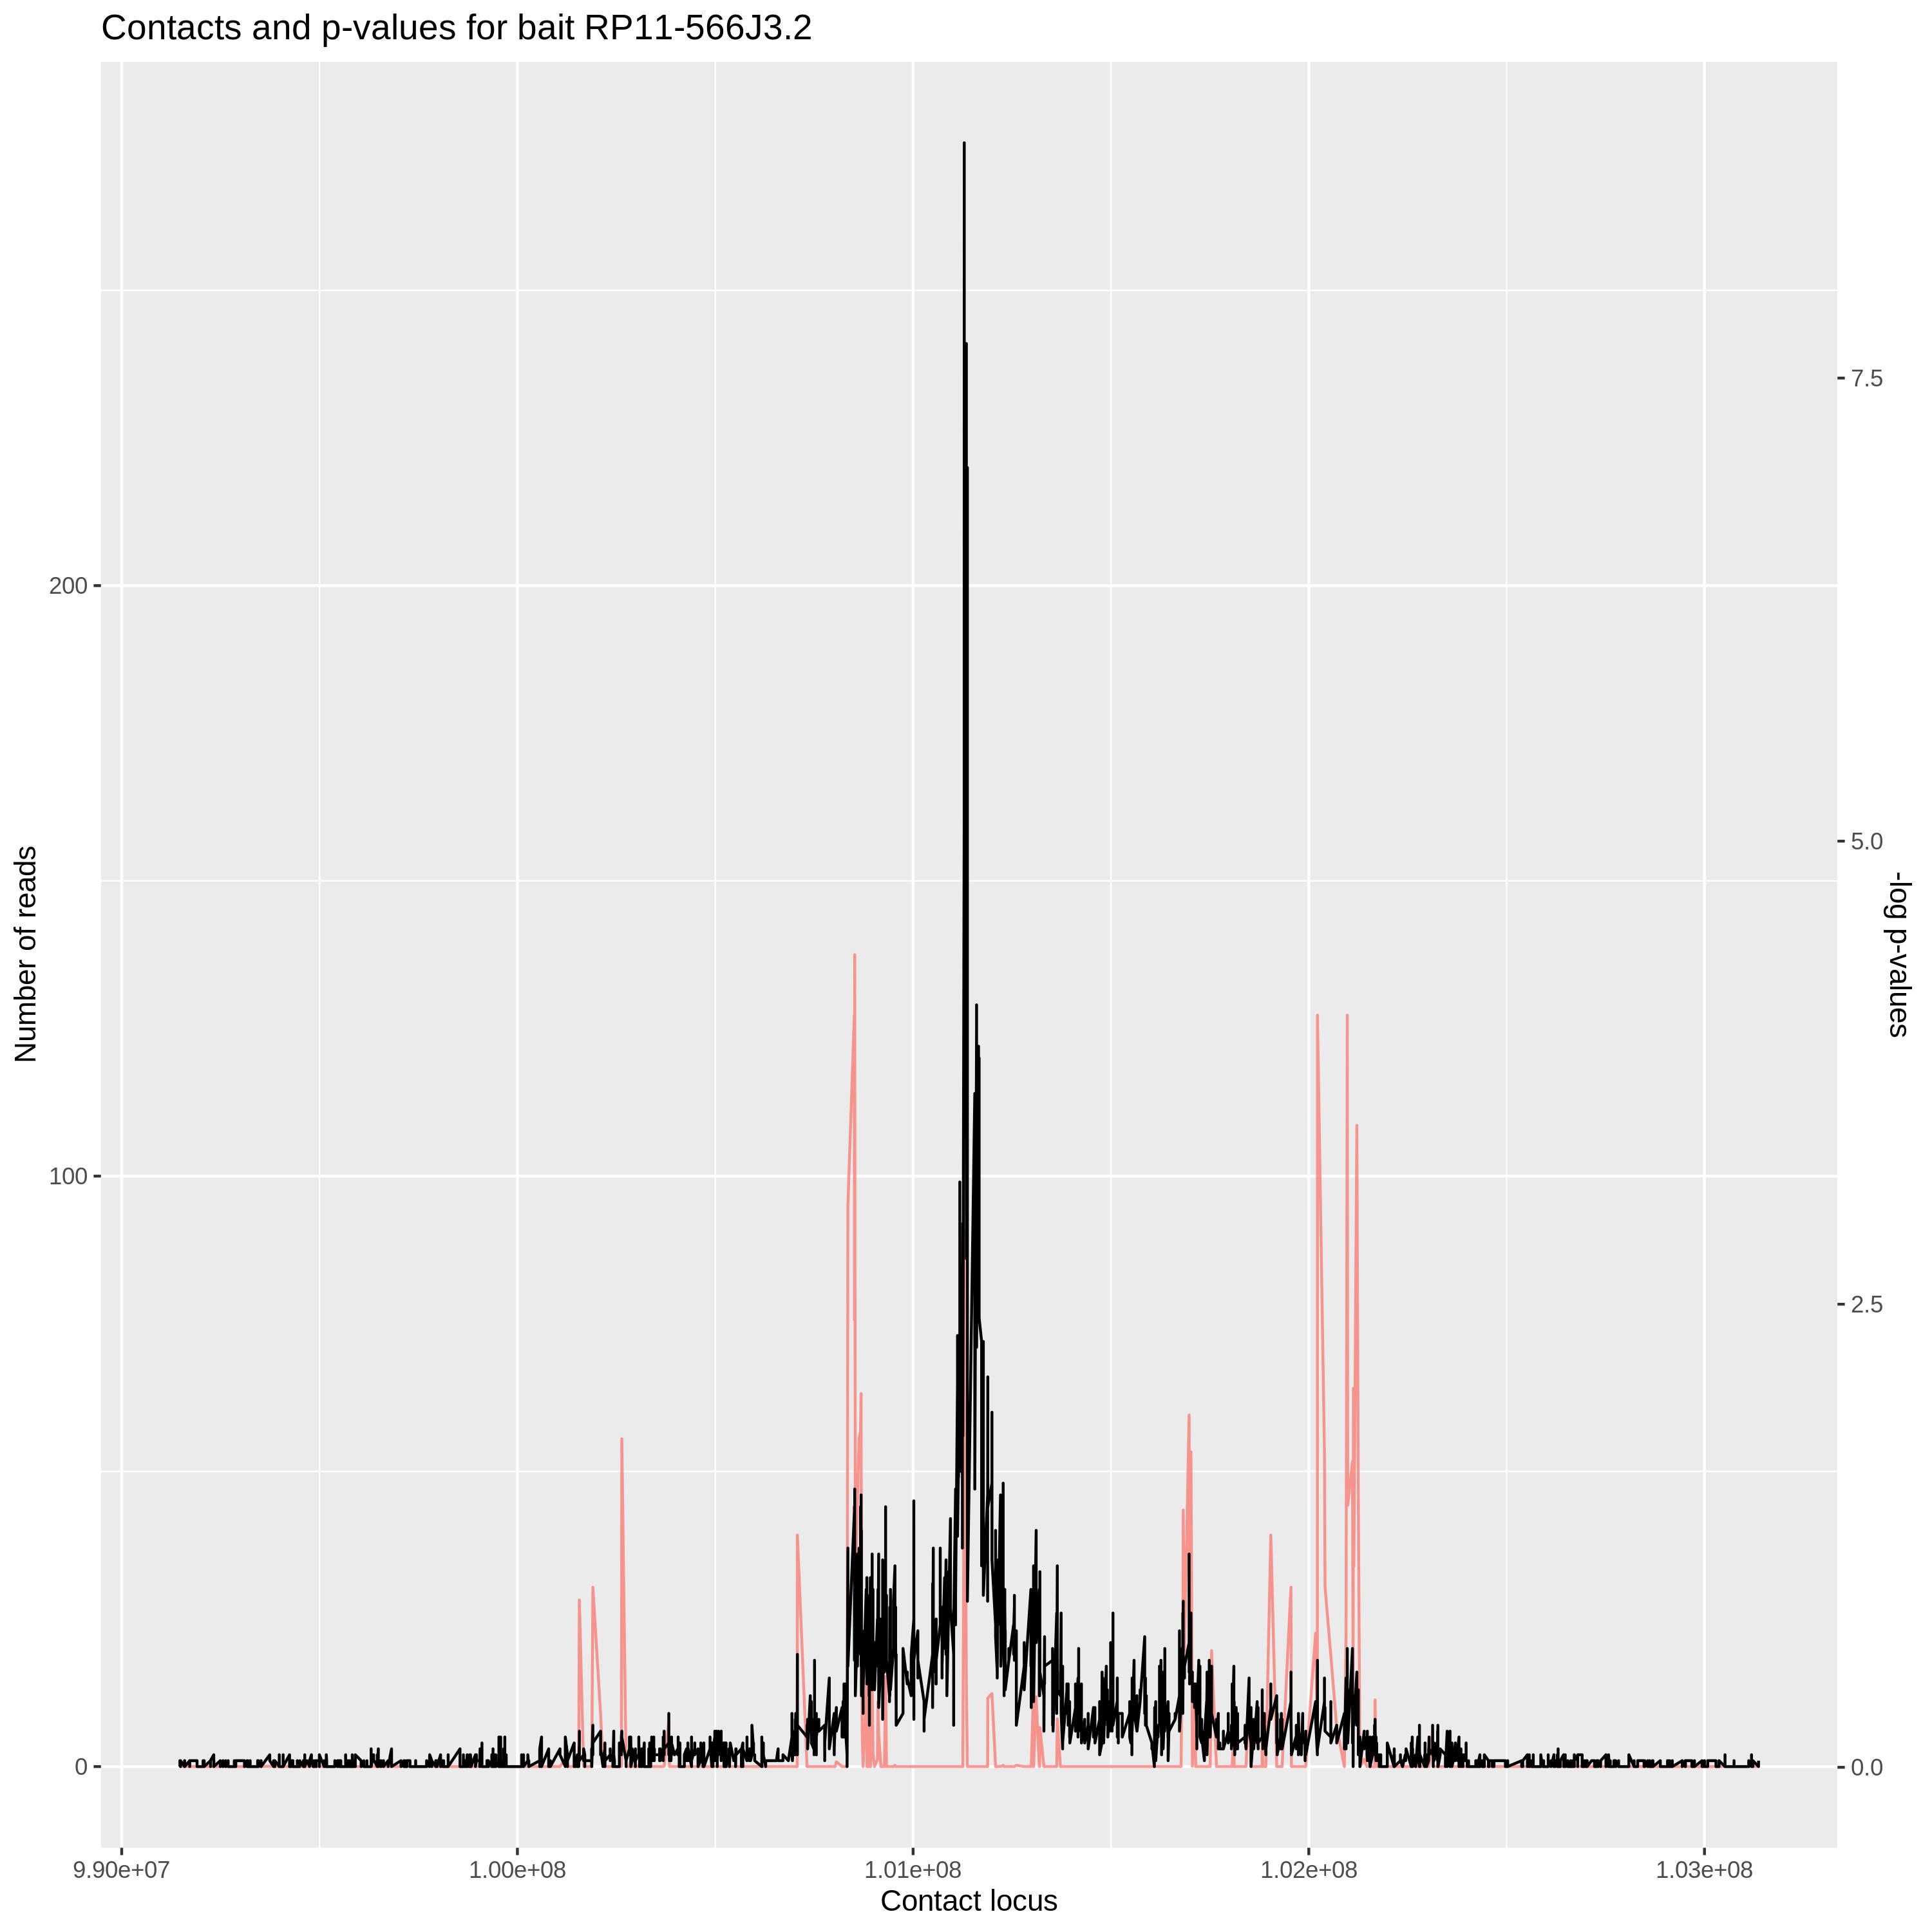 Contacts and p-values for bait RP11-566J3.2
200
100
0
Number of reads
7.5
5.0
2.5
0.0
-log p-values
9.90e+07
1.00e+08
1.01e+08
1.02e+08
1.03e+08
Contact locus